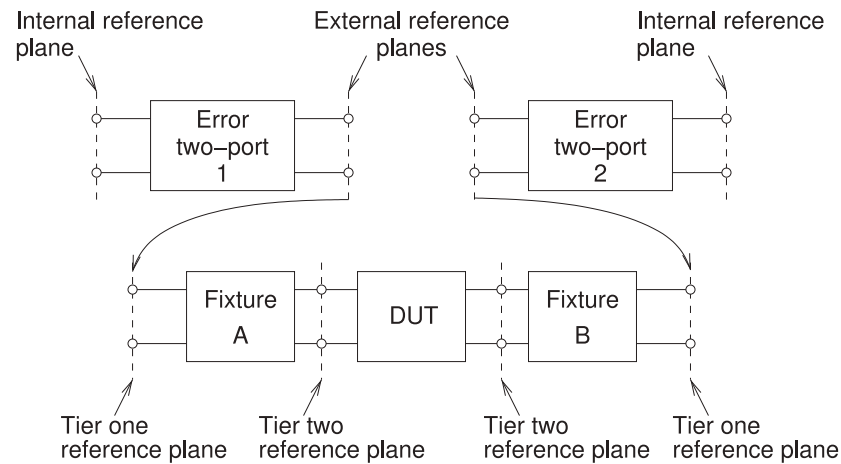 Internal reference
plane
External reference
planes
Internal reference
plane
Error
two–port
1
Error
two–port
2
Fixture
A
DUT
Fixture
B
Tier one
reference plane
Tier two
reference plane
Tier two
reference plane
Tier one
reference plane